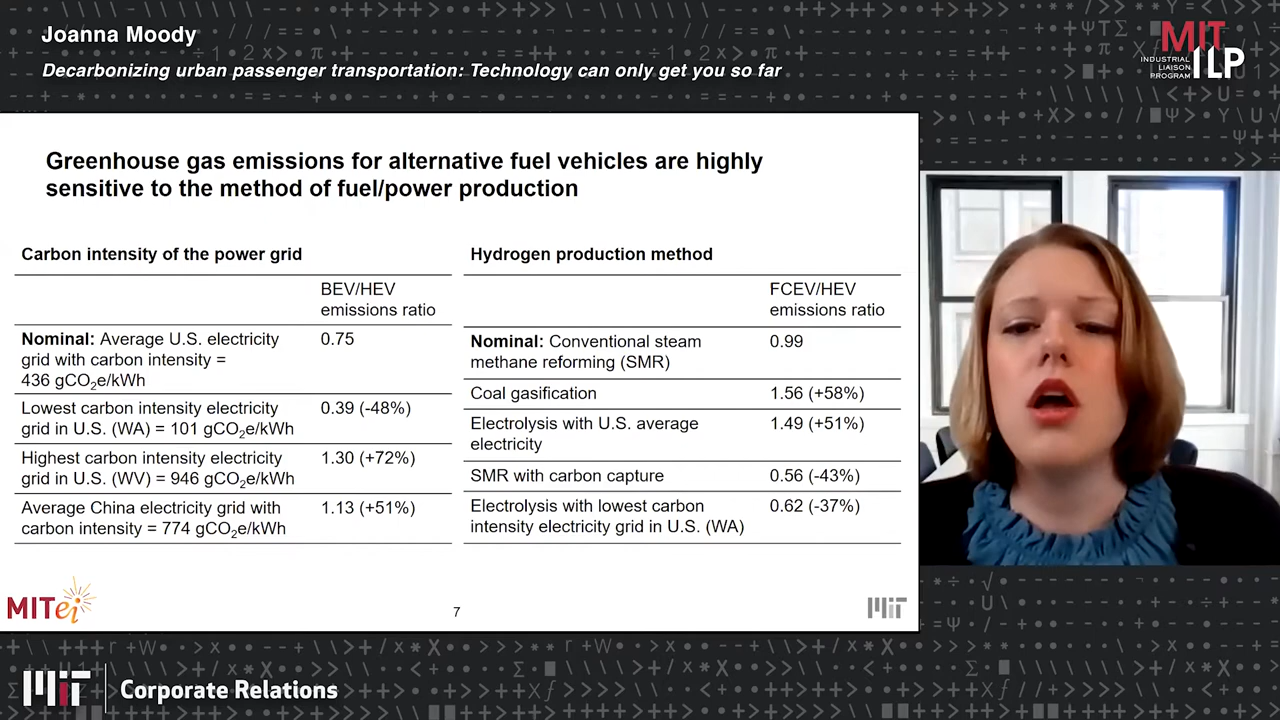 Joanna Moody
Decarbonizing urban passenger transportation: Technology can only get you so far
MIT
INDUSTRIAL
LIAISON
PROGRAM
ILP
Greenhouse gas emissions for alternative fuel vehicles are highly
sensitive to the method of fuel/power production
Carbon intensity of the power grid
BEV/HEV
emissions ratio
Nominal: Average U.S. electricity
grid with carbon intensity =
436 gCO₂e/kWh
0.75
Lowest carbon intensity electricity
grid in U.S. (WA) = 101 gCO₂e/kWh
0.39 (-48%)
Highest carbon intensity electricity
grid in U.S. (WV) = 946 gCO₂e/kWh
1.30 (+72%)
Average China electricity grid with
carbon intensity = 774 gCO₂e/kWh
1.13 (+51%)
Hydrogen production method
FCEV/HEV
emissions ratio
Nominal: Conventional steam
methane reforming (SMR)
0.99
Coal gasification
1.56 (+58%)
Electrolysis with U.S. average
electricity
1.49 (+51%)
SMR with carbon capture
0.56 (-43%)
Electrolysis with lowest carbon
intensity electricity grid in U.S. (WA)
0.62 (-37%)
MITei
7
MIT
MIT
Corporate Relations